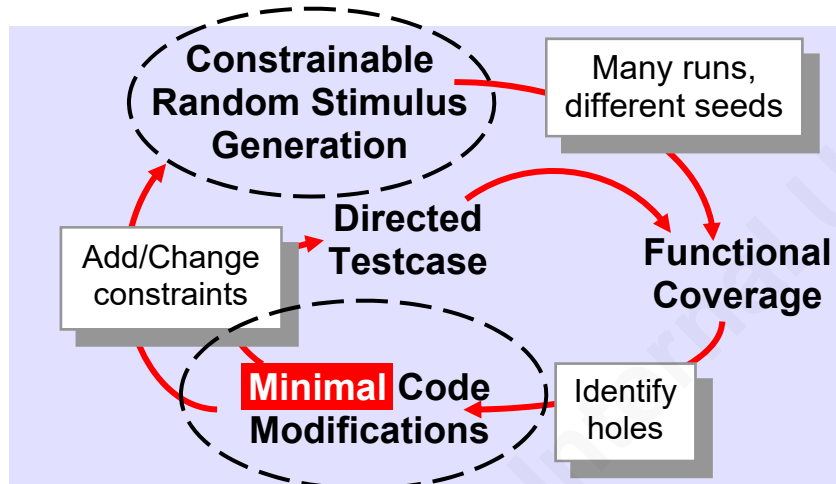 Constrainable
Random Stimulus
Generation
Many runs,
different seeds
Directed
Testcase
Add/Change
constraints
Functional
Coverage
Minimal Code
Modifications
Identify
holes